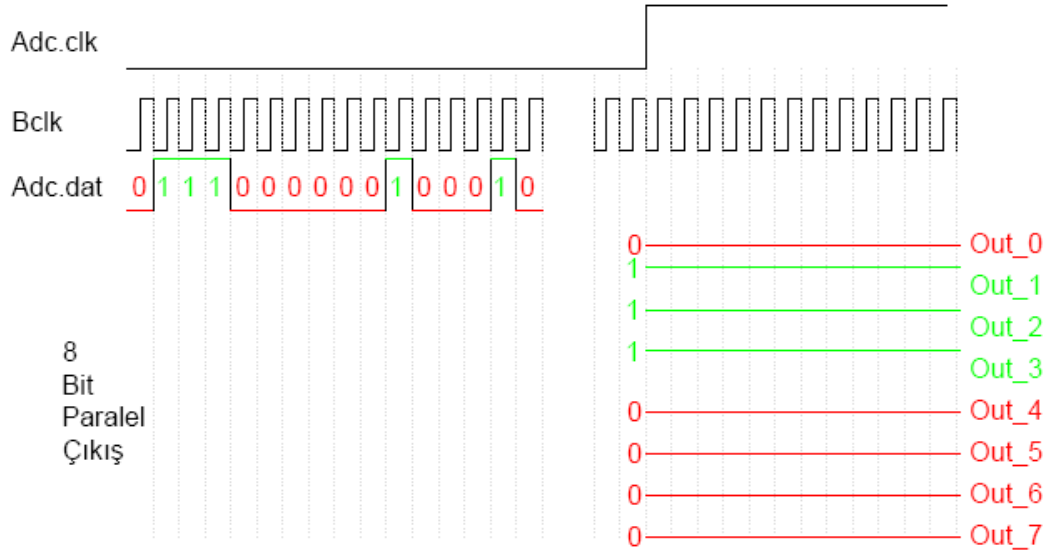 Adc.clk
Bclk
Adc.dat 0 1 1 1 0 0 0 0 0 0 1 0 0 0 1 0
0 Out_0
1 Out_1
1 Out_2
1 Out_3
0 Out_4
0 Out_5
0 Out_6
0 Out_7
8
Bit
Paralel
Çıkış